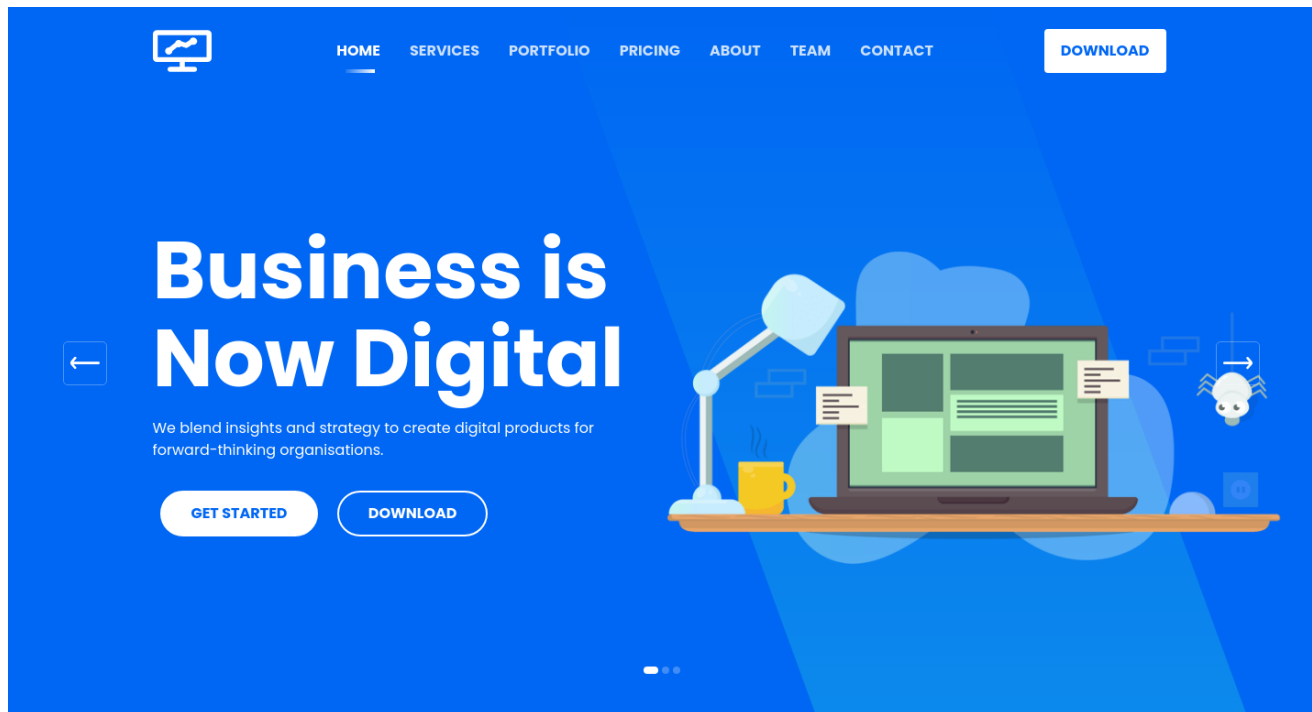 HOME SERVICES PORTFOLIO PRICING ABOUT TEAM CONTACT DOWNLOAD
Business is
Now Digital
We blend insights and strategy to create digital products for
forward-thinking organisations.
GET STARTED DOWNLOAD